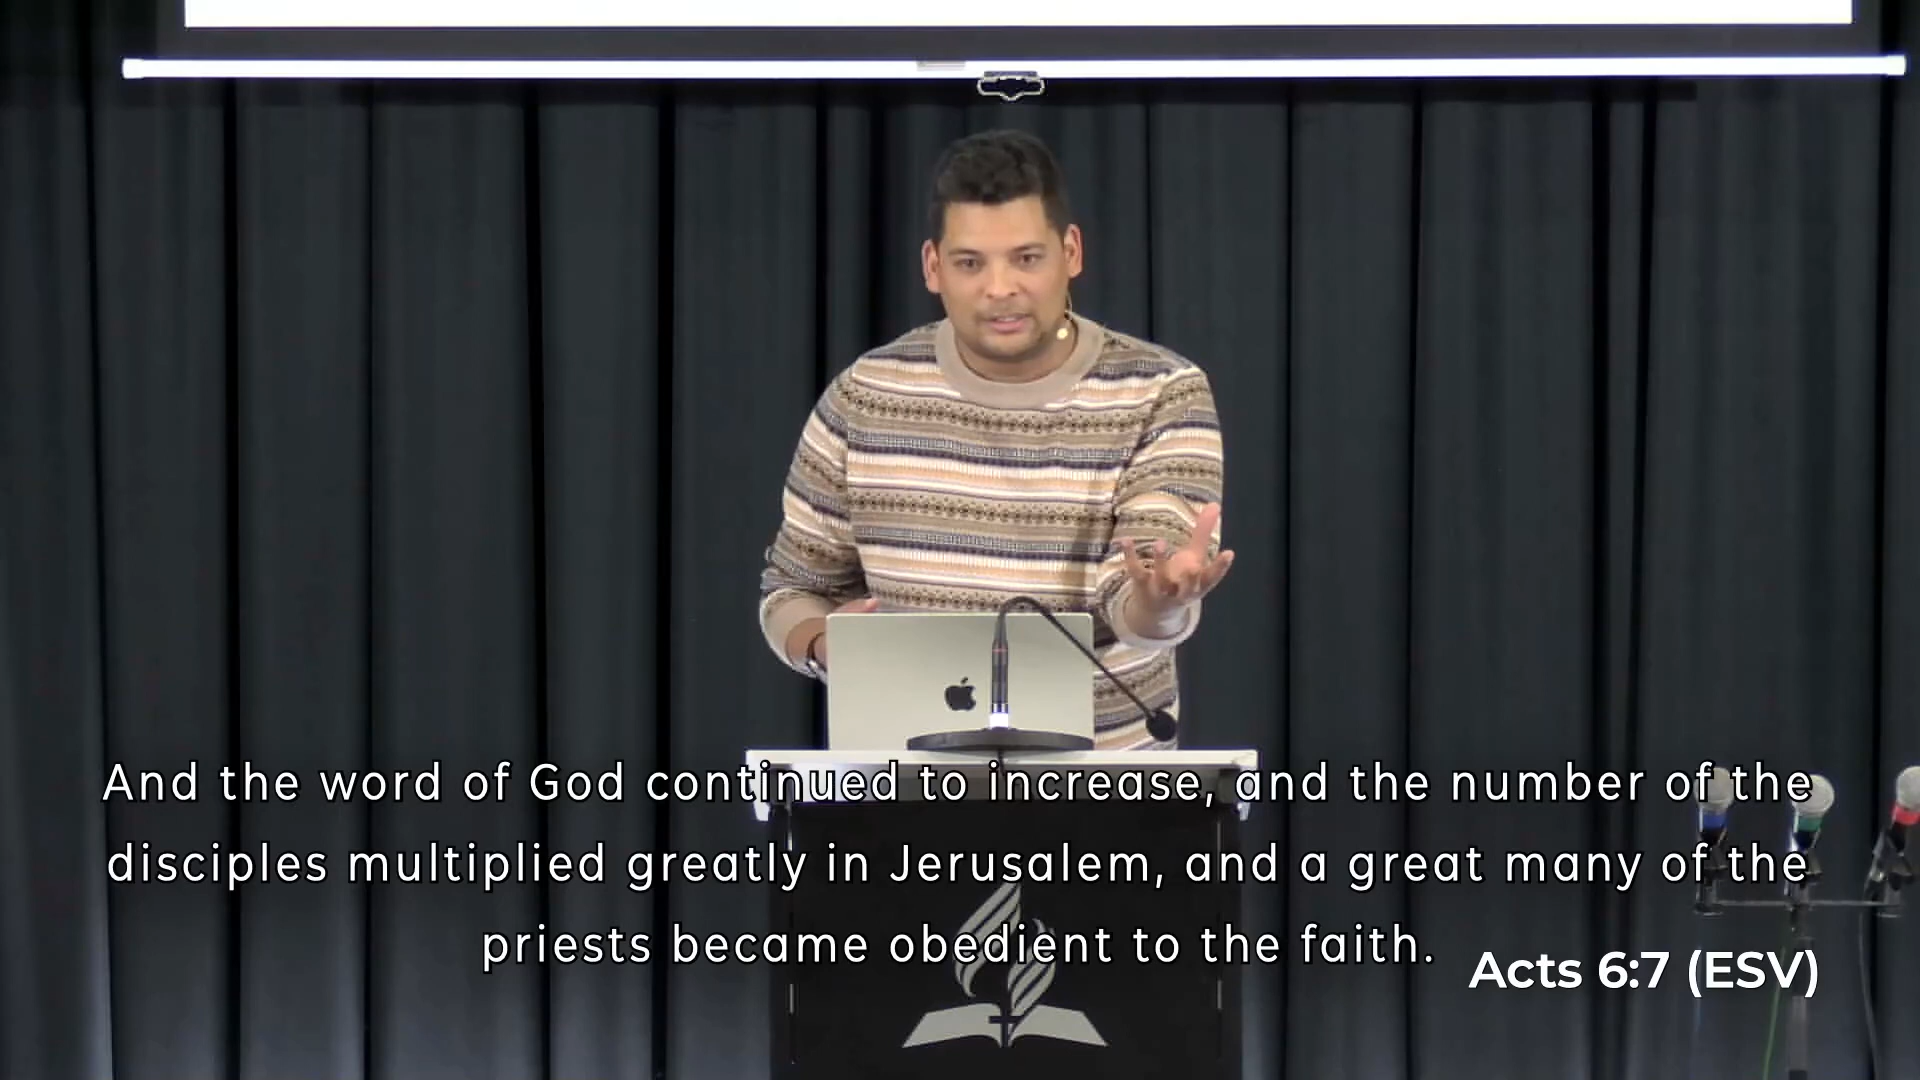 And the word of God continued to increase, and the number of the
disciples multiplied greatly in Jerusalem, and a great many of the
priests became obedient to the faith.
Acts 6:7 (ESV)